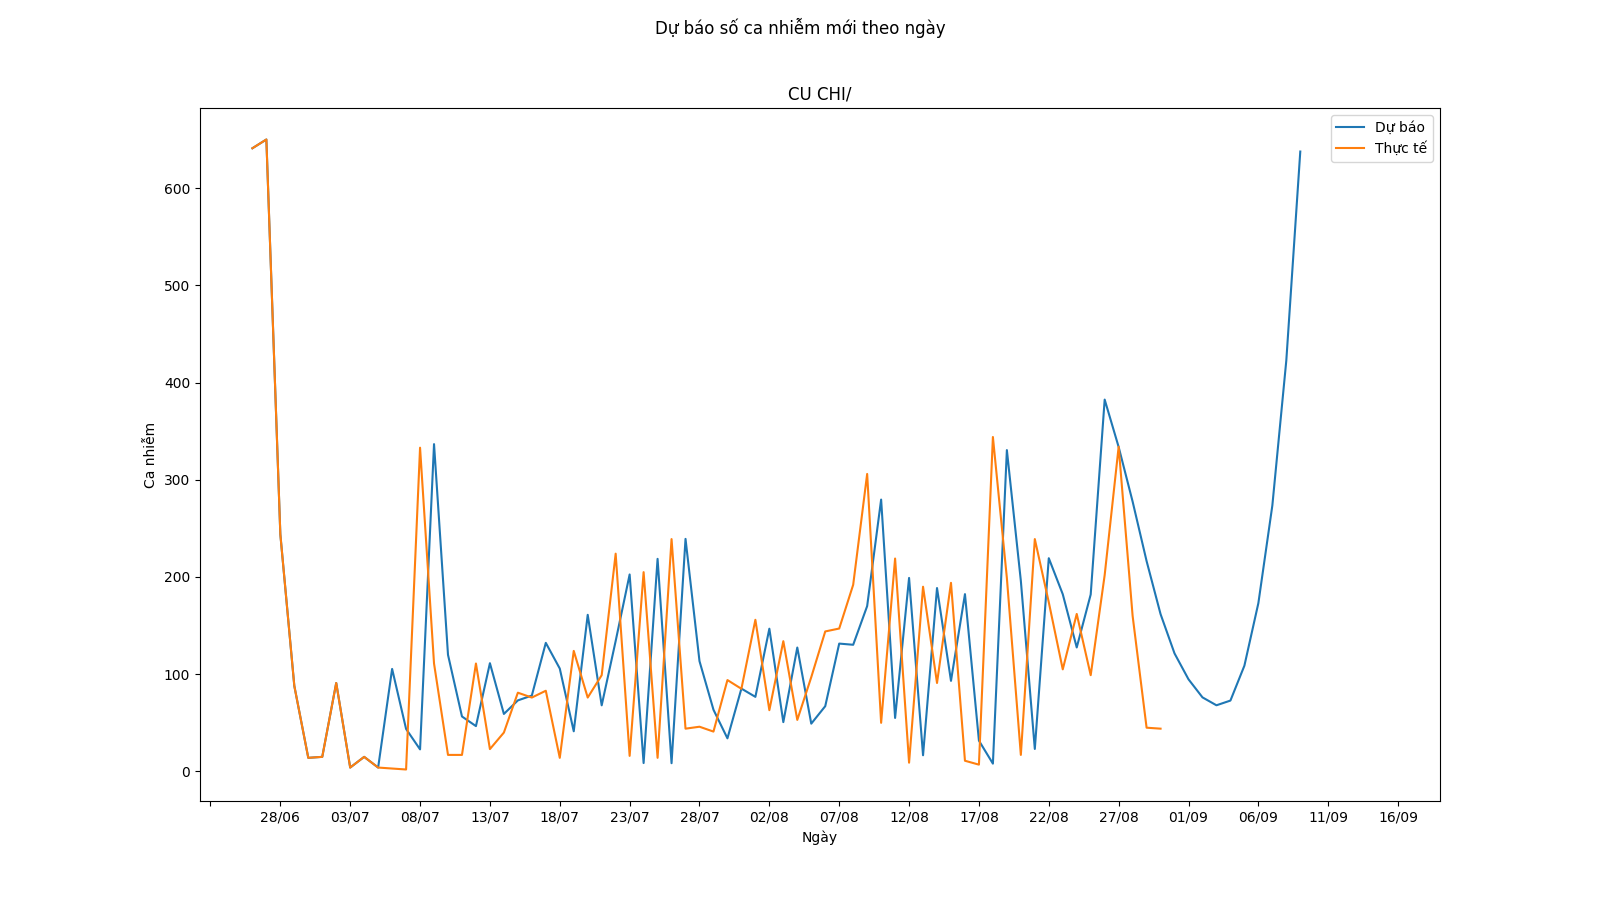 Dự báo số ca nhiễm mới theo ngày
CU CHI/
Dự báo
Thực tế
Ca nhiễm
600
500
400
300
200
100
0
28/06 03/07 08/07 13/07 18/07 23/07 28/07 02/08 07/08 12/08 17/08 22/08 27/08 01/09 06/09 11/09 16/09
Ngày